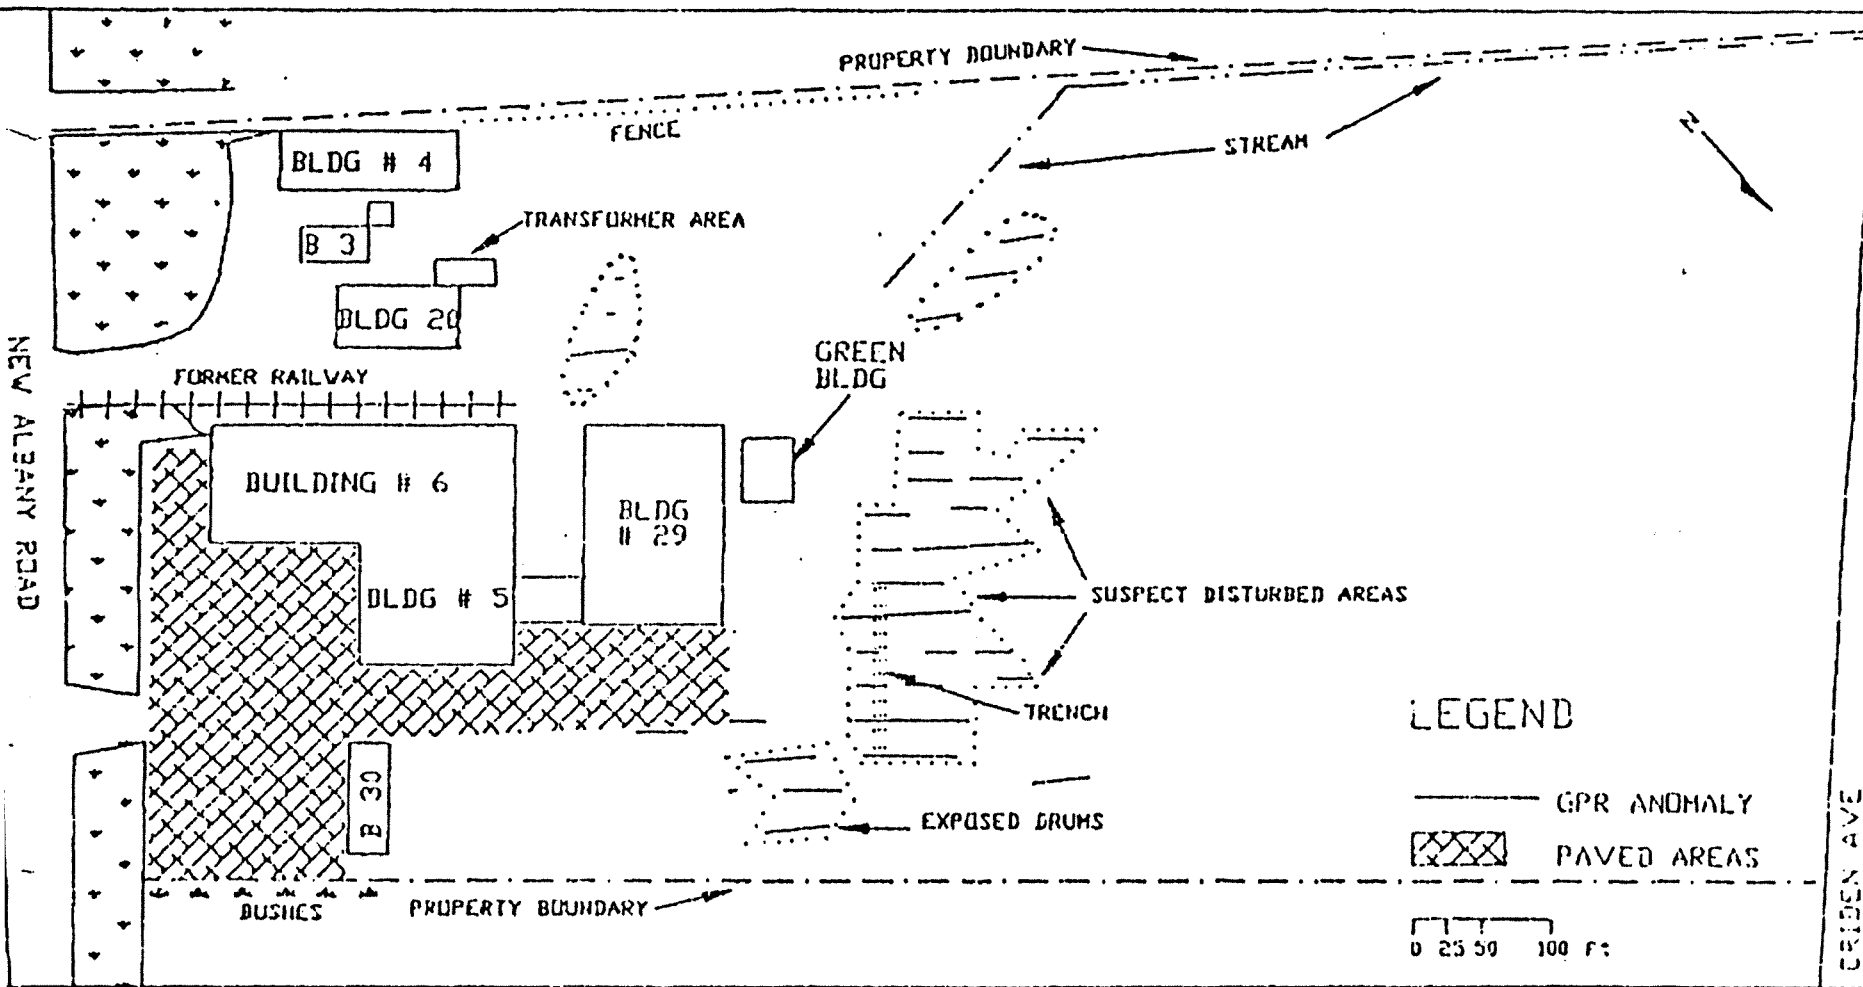 PROPERTY BOUNDARY
FENCE
STREAM
N
BLDG # 4
TRANSFORMER AREA
B 3
BLDG 20
GREEN
BLDG
FORMER RAILWAY
NEW ALBANY ROAD
BUILDING # 6
BLDG
# 29
BLDG # 5
SUSPECT DISTURBED AREAS
TRENCH
LEGEND
B 30
GPR ANOMALY
EXPOSED DRUMS
PAVED AREAS
BUSHES
PROPERTY BOUNDARY
0 25 50 100 Ft
AVE